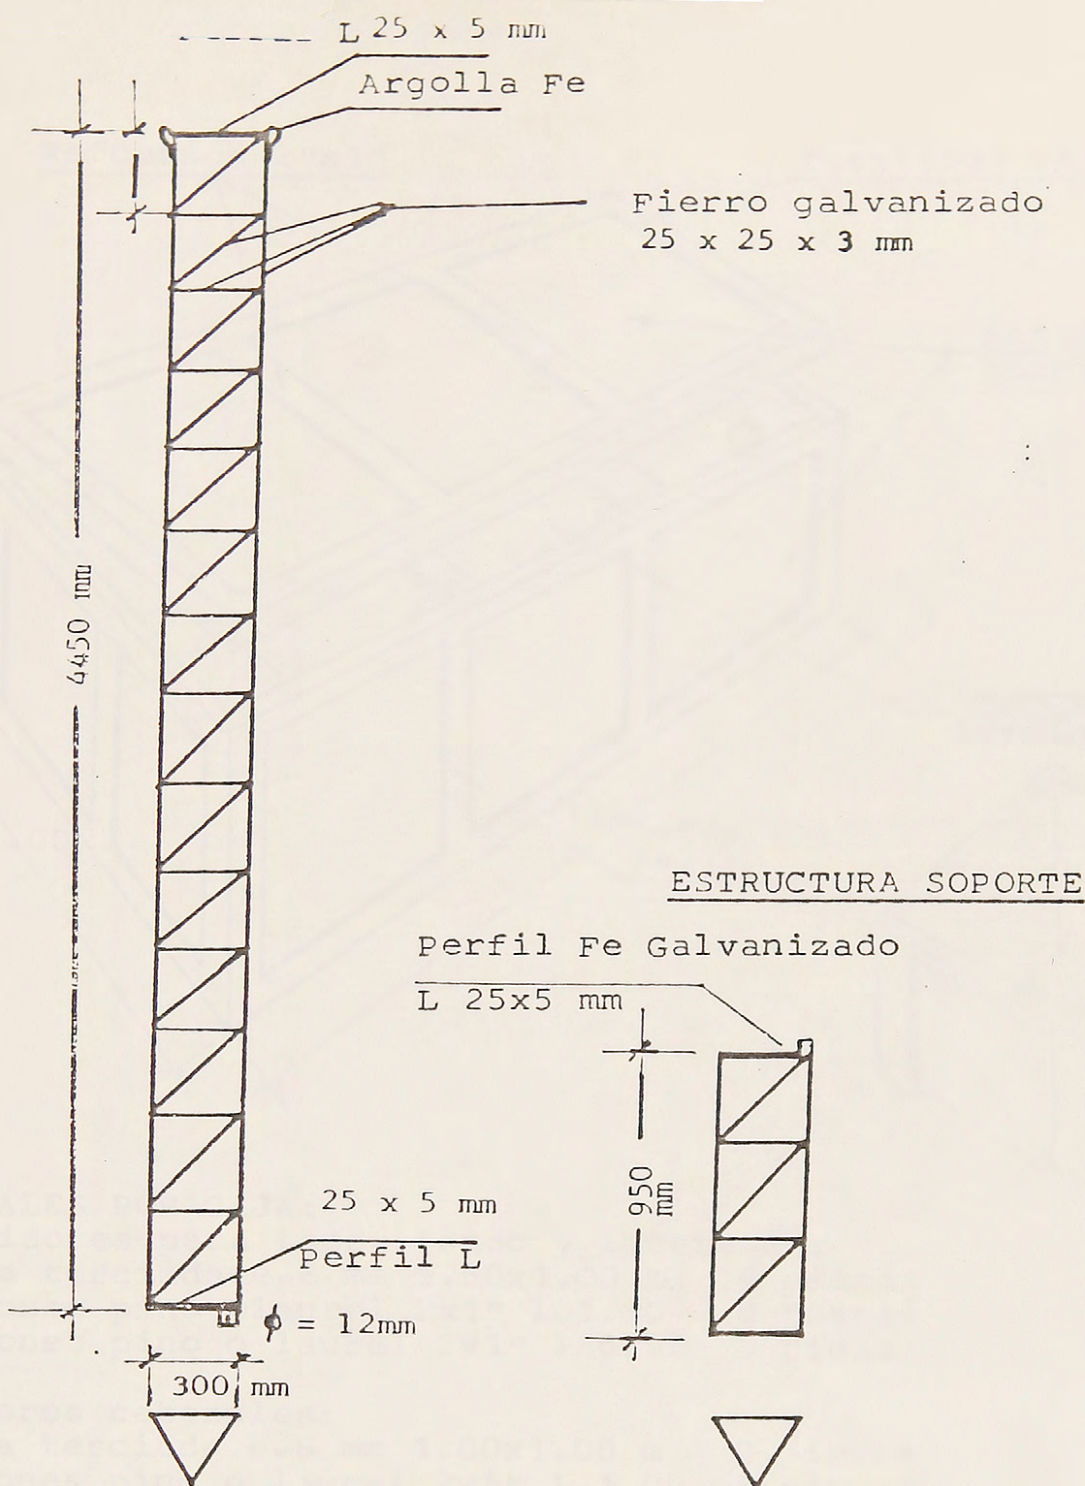 L 25 x 5 mm
Argolla Fe
Fierro galvanizado
25 x 25 x 3 mm
4450 mm
ESTRUCTURA SOPORTE
Perfil Fe Galvanizado
L 25x5 mm
950
mm
25 x 5 mm
Perfil L
ϕ = 12mm
300 mm